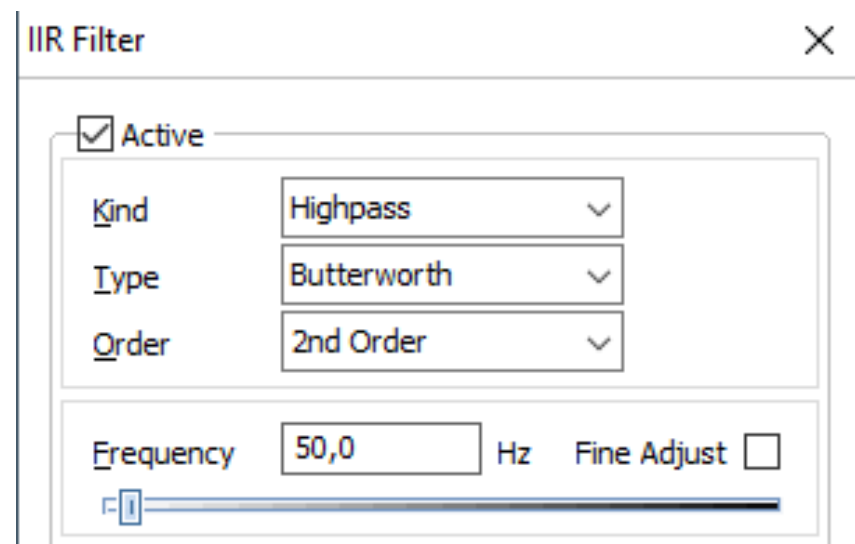 IIR Filter
Active
Kind Highpass
Type Butterworth
Order 2nd Order
Frequency 50,0 Hz Fine Adjust